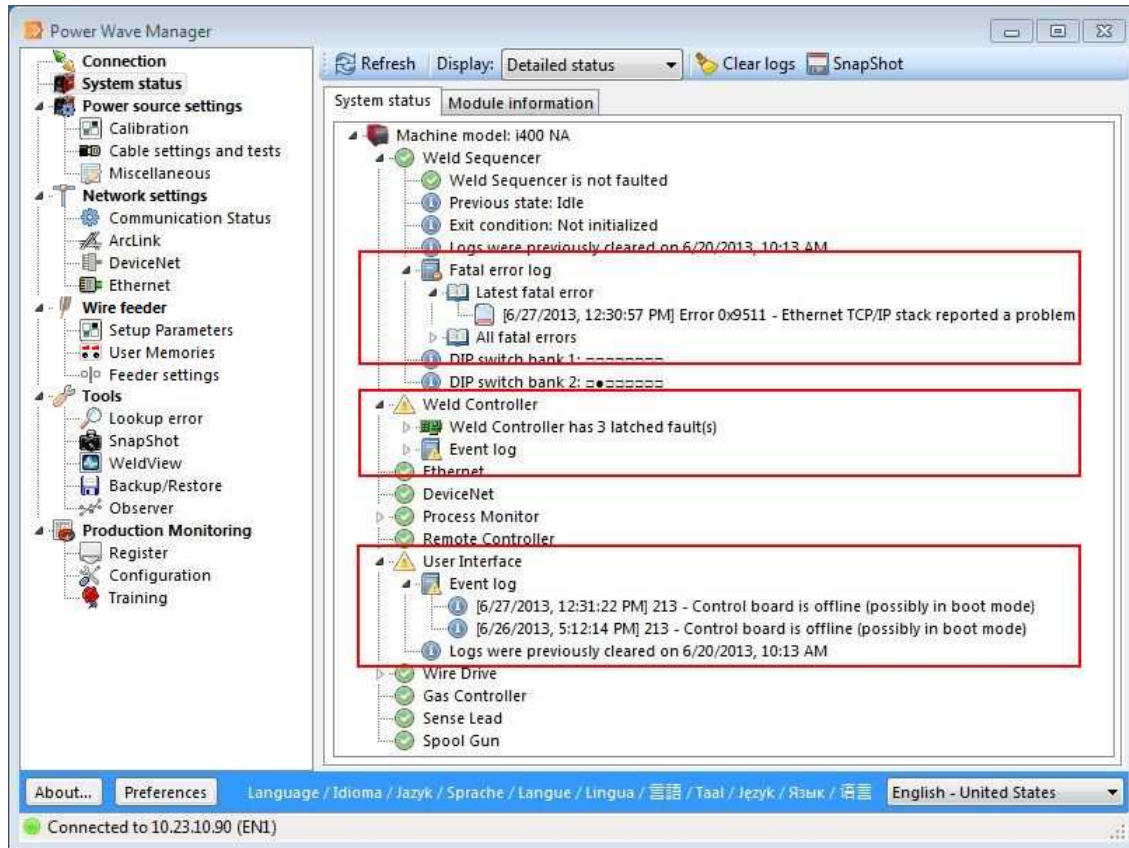 Power Wave Manager
Connection
System status
Power source settings
Calibration
Cable settings and tests
Miscellaneous
Network settings
Communication Status
ArcLink
DeviceNet
Ethernet
Wire feeder
Setup Parameters
User Memories
Feeder settings
Tools
Lookup error
SnapShot
WeldView
Backup/Restore
Observer
Production Monitoring
Register
Configuration
Training
Refresh Display: Detailed status Clear logs SnapShot
System status Module information
Machine model: i400 NA
Weld Sequencer
Weld Sequencer is not faulted
Previous state: Idle
Exit condition: Not initialized
Logs were previously cleared on 6/20/2013, 10:13 AM
Fatal error log
Latest fatal error
[6/27/2013, 12:30:57 PM] Error 0x9511 - Ethernet TCP/IP stack reported a problem
All fatal errors
DIP switch bank 1: □□□□□□□□
DIP switch bank 2: □●□□□□□□
Weld Controller
Weld Controller has 3 latched fault(s)
Event log
Ethernet
DeviceNet
Process Monitor
Remote Controller
User Interface
Event log
[6/27/2013, 12:31:22 PM] 213 - Control board is offline (possibly in boot mode)
[6/26/2013, 5:12:14 PM] 213 - Control board is offline (possibly in boot mode)
Logs were previously cleared on 6/20/2013, 10:13 AM
Wire Drive
Gas Controller
Sense Lead
Spool Gun
About... Preferences Language / Idioma / Jazyk / Sprache / Langue / Lingua / 言語 / Taal / Język / Язык / 语言 English - United States
Connected to 10.23.10.90 (EN1)